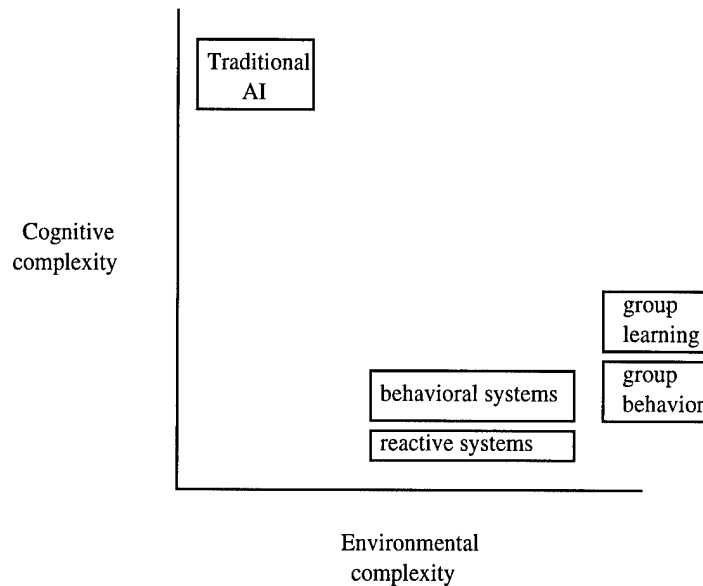 Traditional
AI
Cognitive
complexity
group
learning
group
behavior
behavioral systems
reactive systems
Environmental
complexity